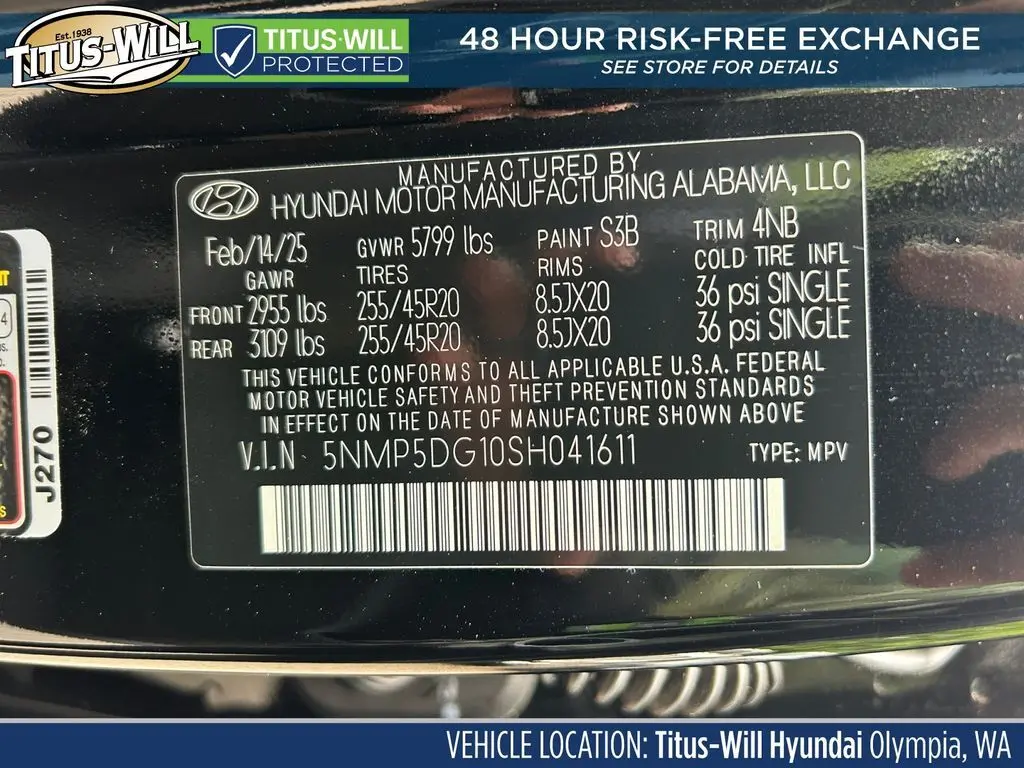 Est.1938
TITUS-WILL
TITUS-WILL
PROTECTED
48 HOUR RISK-FREE EXCHANGE
SEE STORE FOR DETAILS
MANUFACTURED BY
HYUNDAI MOTOR MANUFACTURING ALABAMA, LLC
Feb/14/25 GVWR 5799 lbs PAINT S3B TRIM 4NB
GAWR TIRES RIMS COLD TIRE INFL
FRONT 2955 lbs 255/45R20 8.5JX20 36 psi SINGLE
REAR 3109 lbs 255/45R20 8.5JX20 36 psi SINGLE
THIS VEHICLE CONFORMS TO ALL APPLICABLE U.S.A. FEDERAL
MOTOR VEHICLE SAFETY AND THEFT PREVENTION STANDARDS
IN EFFECT ON THE DATE OF MANUFACTURE SHOWN ABOVE
V.I.N 5NMP5DG10SH041611 TYPE: MPV
J270
VEHICLE LOCATION: Titus-Will Hyundai Olympia, WA